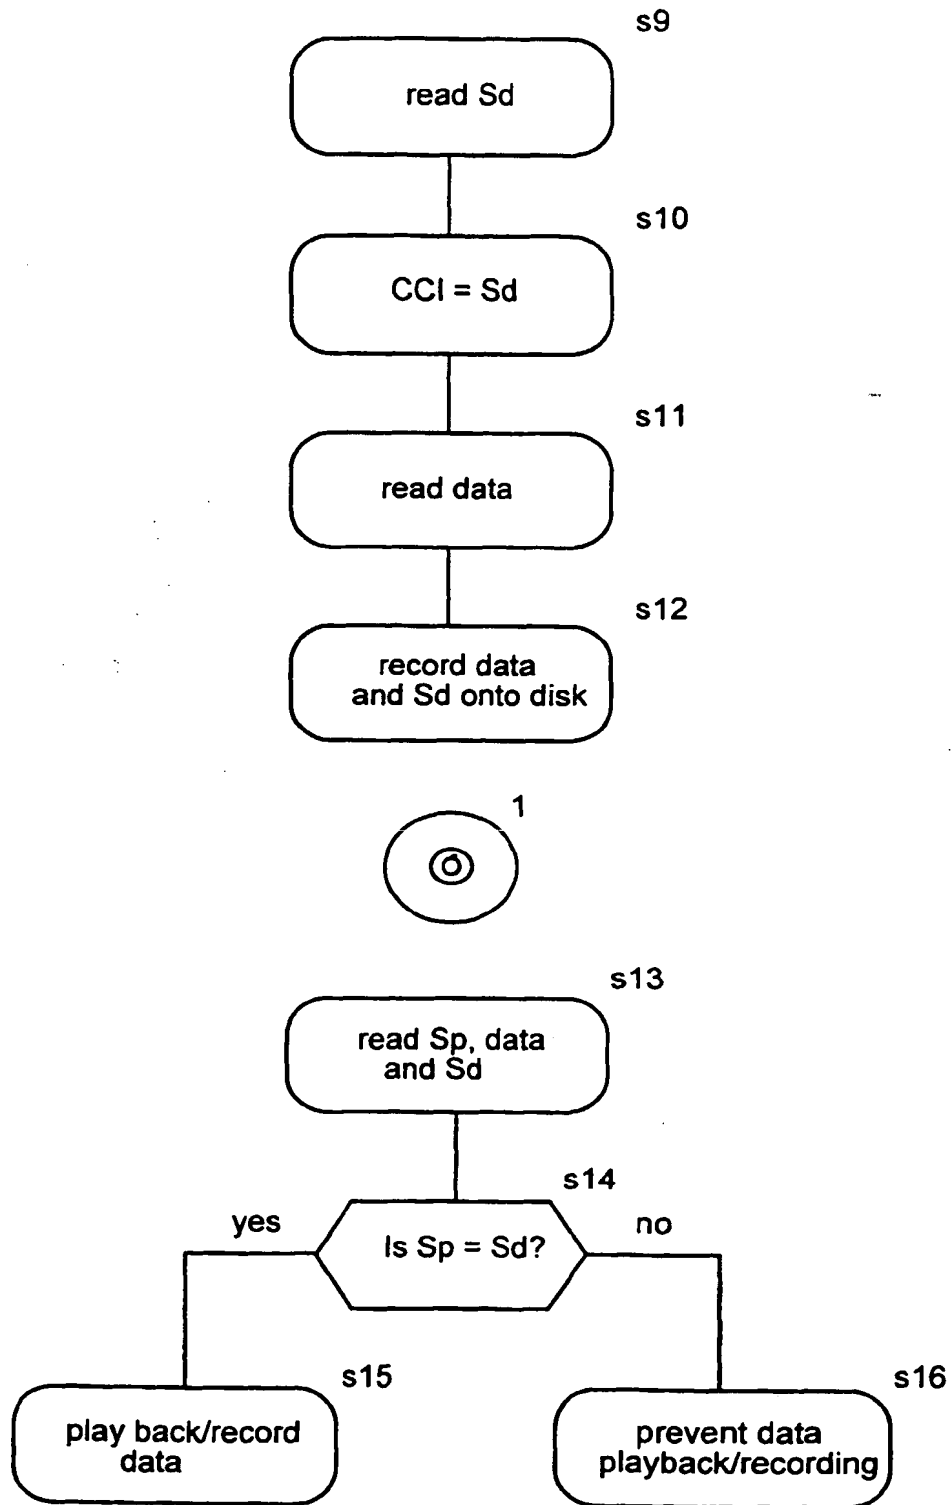 s9
read Sd
s10
CCI = Sd
s11
read data
s12
record data
and Sd onto disk
1
s13
read Sp, data
and Sd
s14
yes
Is Sp = Sd?
no
s15
play back/record
data
s16
prevent data
playback/recording